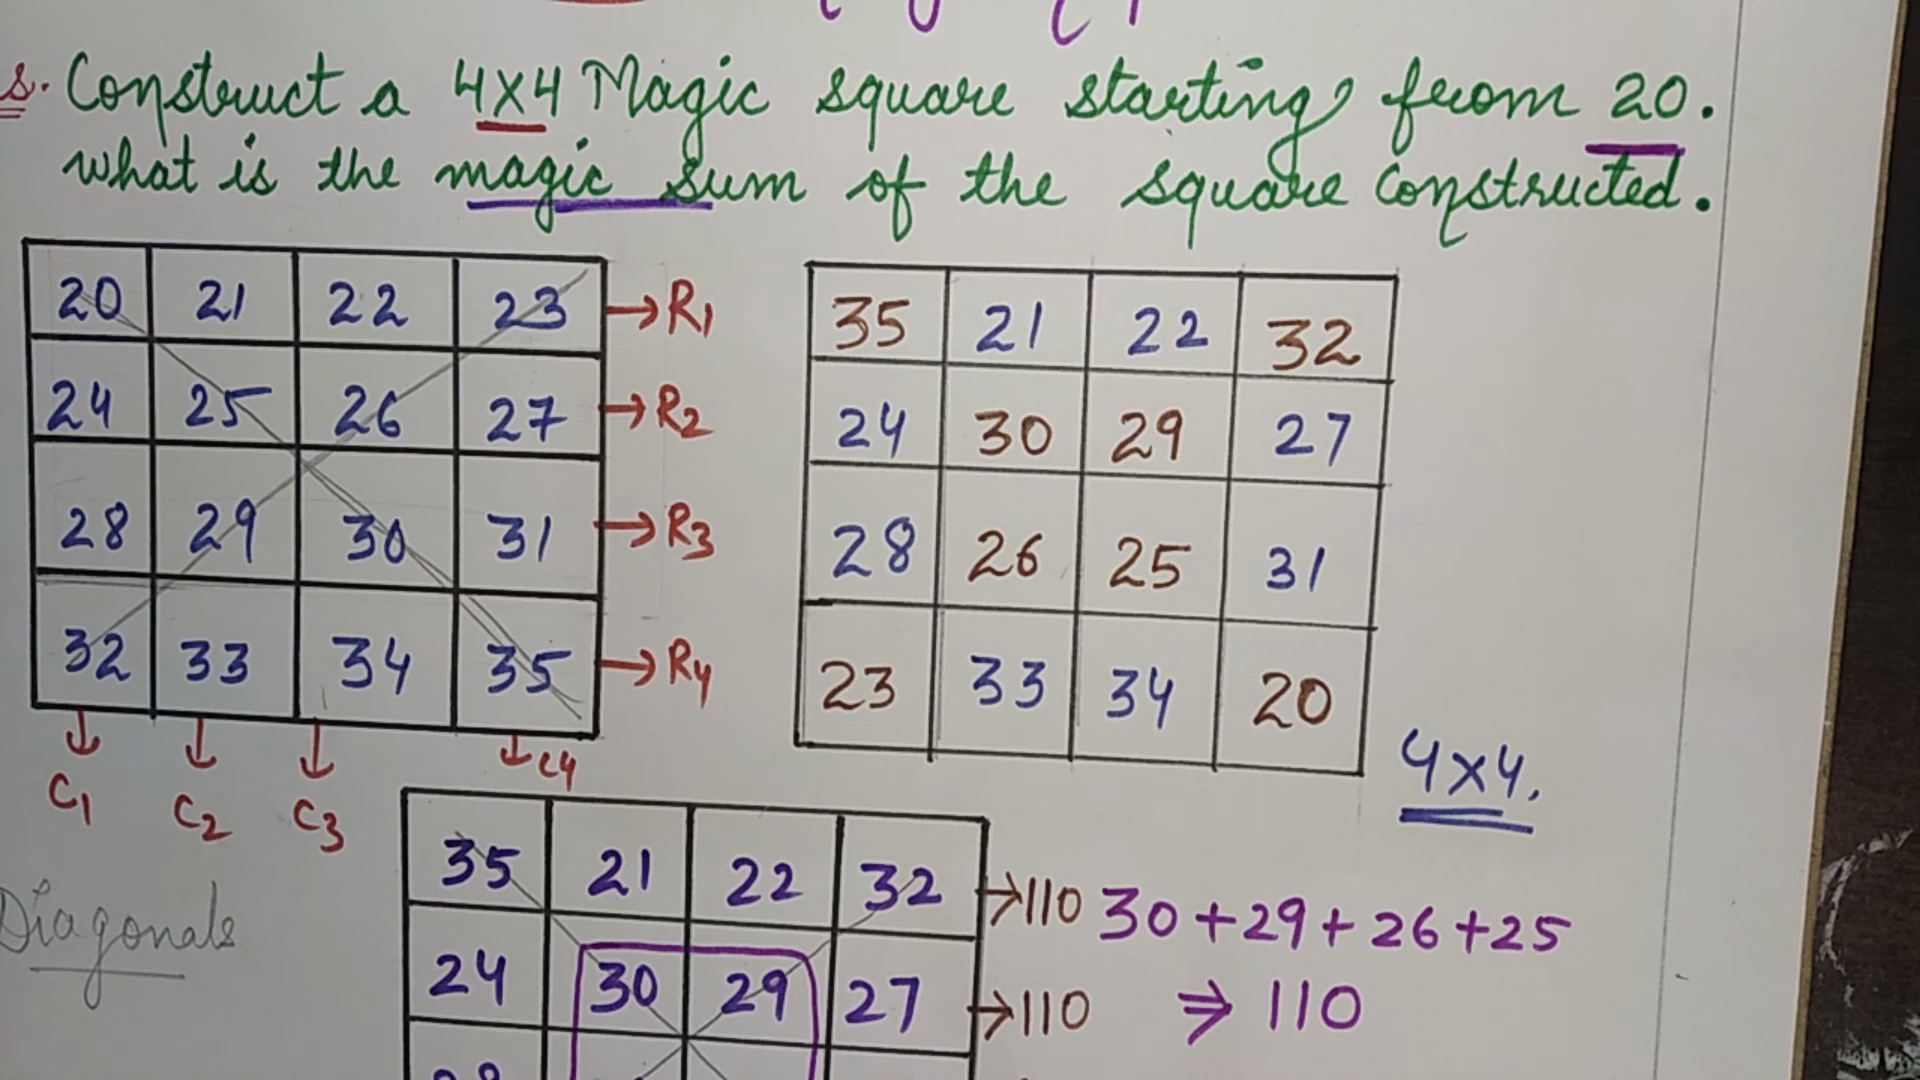 s. Construct a 4x4 Magic square starting from 20.
what is the magic sum of the square constructed.
20 21 22 23 →R1
24 25 26 27 →R2
28 29 30 31 →R3
32 33 34 35 →R4
C1 C2 C3 C4
35 21 22 32
24 30 29 27
28 26 25 31
23 33 34 20
4x4.
Diagonals
35 21 22 32 →110
24 30 29 27 →110
30+29+26+25
⇒ 110